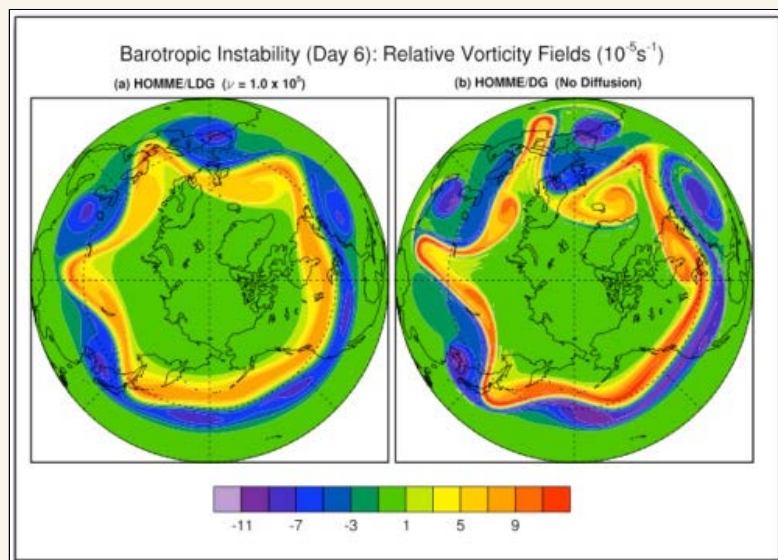 Barotropic Instability (Day 6): Relative Vorticity Fields (10⁻⁵s⁻¹)
(a) HOMME/LDG (ν = 1.0 x 10⁵)
(b) HOMME/DG (No Diffusion)
-11 -7 -3 1 5 9